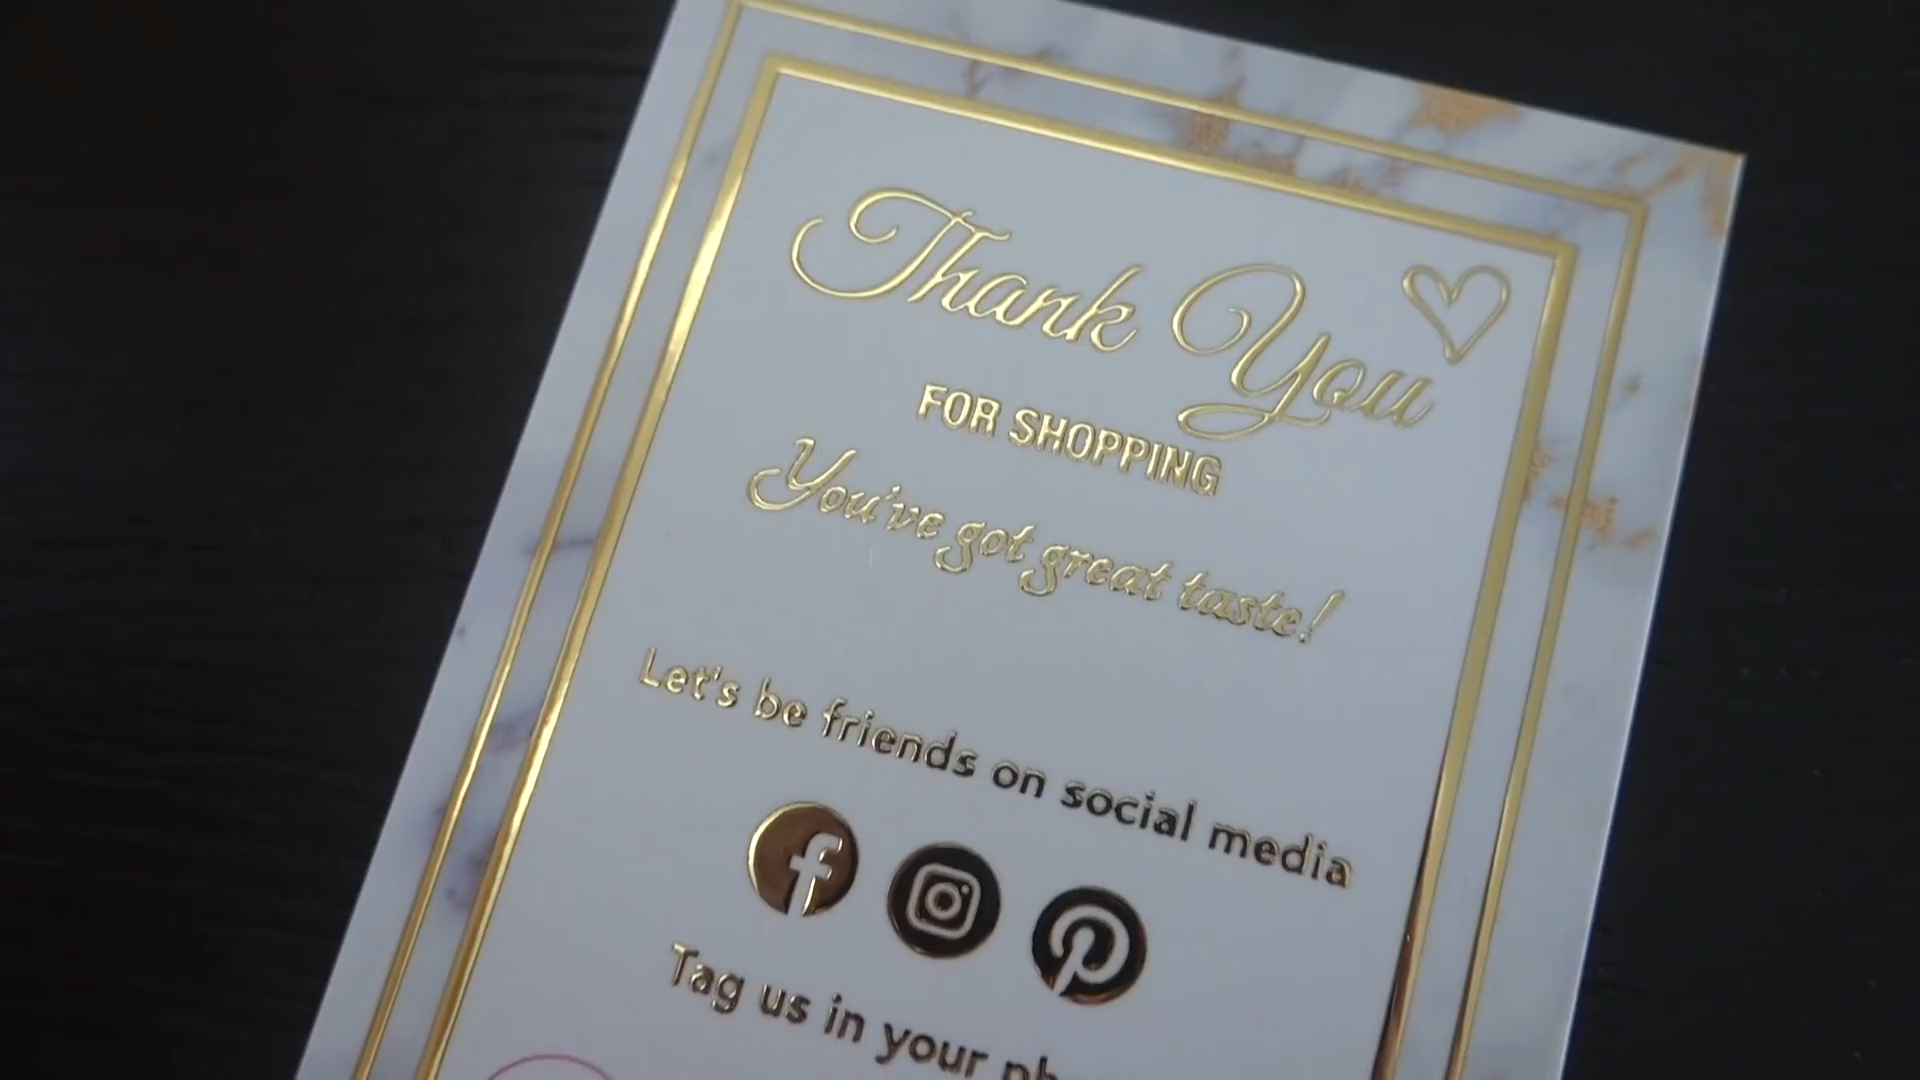 Thank You
FOR SHOPPING
You've got great taste!
Let's be friends on social media
Tag us in your